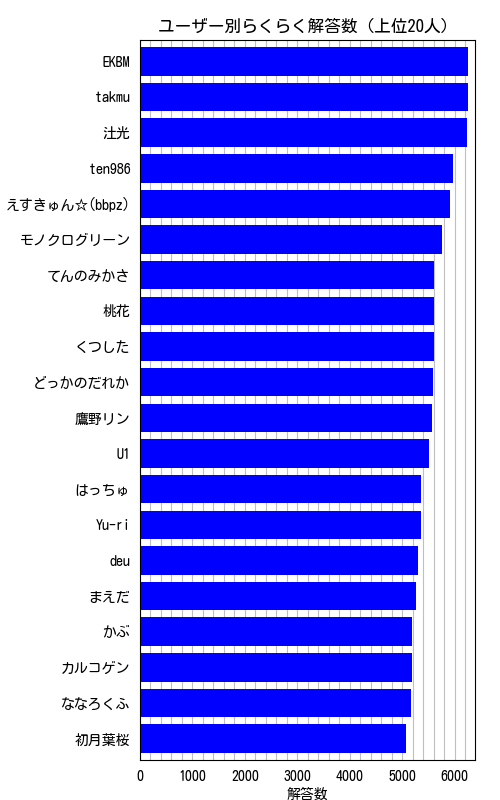 ユーザー別らくらく解答数 (上位20人)
EKBM
takmu
辻光
ten986
えすきゅん☆(bbpz)
モノクログリーン
てんのみかさ
桃花
くつした
どっかのだれか
鷹野リン
U1
はっちゅ
Yu-ri
deu
まえだ
かぶ
カルコゲン
ななろくふ
初月葉桜
0 1000 2000 3000 4000 5000 6000
解答数